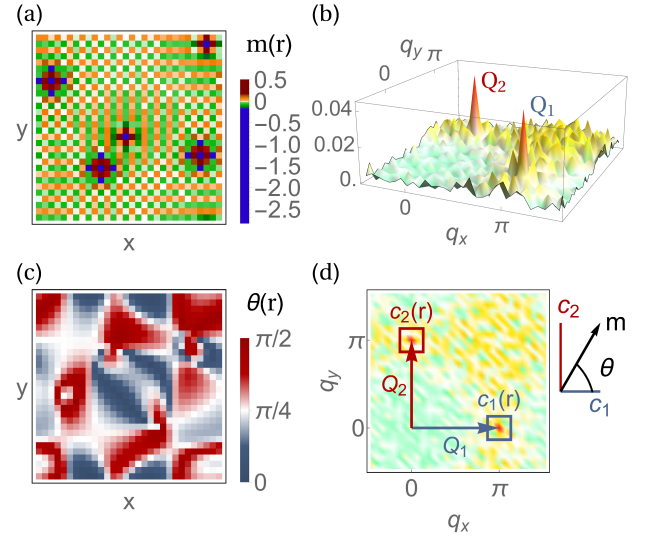 (a)
m(r)
0.5
0
−0.5
−1.0
−1.5
−2.0
−2.5
y
x
(b)
q_y
π
0
Q_2
Q_1
0.04
0.02
0.
0
π
q_x
(c)
θ(r)
π/2
π/4
0
y
x
(d)
c_2(r)
π
q_y
Q_2
c_1(r)
0
Q_1
0
π
q_x
c_2
m
θ
c_1